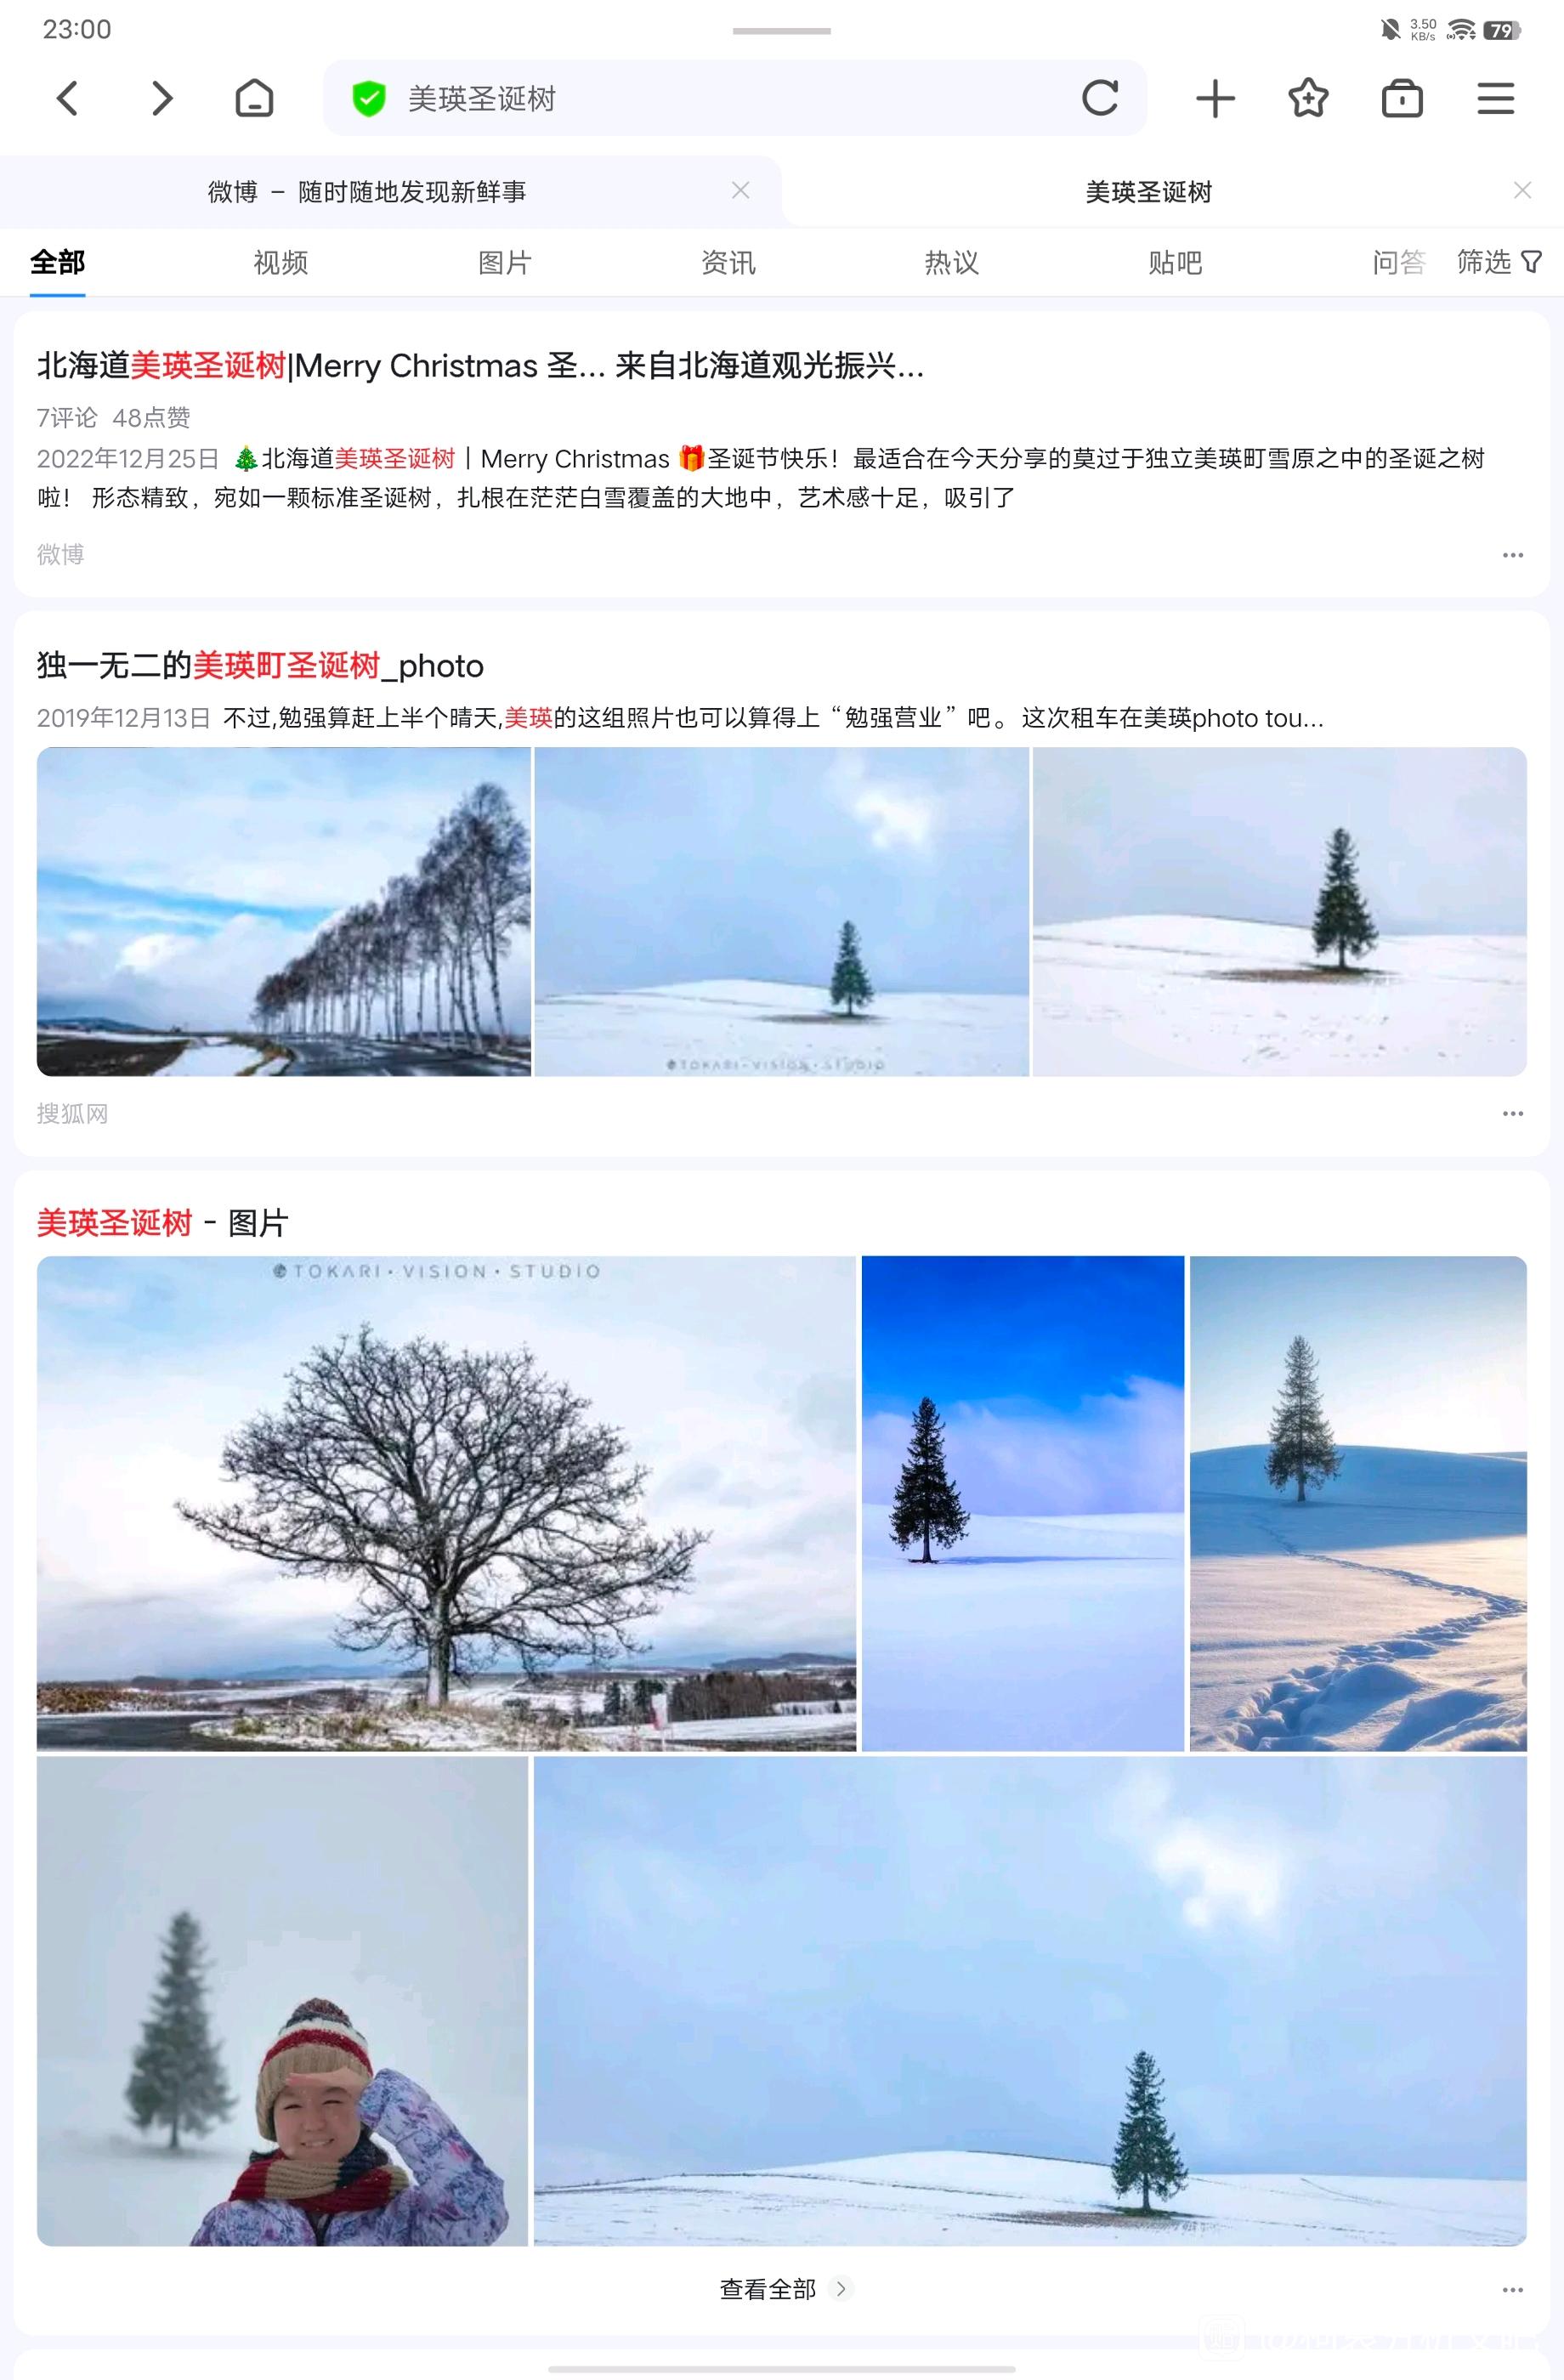 23:00
3.50
KB/s
79
美瑛圣诞树
微博 – 随时随地发现新鲜事
美瑛圣诞树
全部 视频 图片 资讯 热议 贴吧 问答 筛选
北海道美瑛圣诞树|Merry Christmas 圣... 来自北海道观光振兴...
7评论 48点赞
2022年12月25日 🎄北海道美瑛圣诞树｜Merry Christmas 🎁圣诞节快乐！最适合在今天分享的莫过于独立美瑛町雪原之中的圣诞之树
啦！ 形态精致，宛如一颗标准圣诞树，扎根在茫茫白雪覆盖的大地中，艺术感十足，吸引了
微博
独一无二的美瑛町圣诞树_photo
2019年12月13日 不过,勉强算赶上半个晴天,美瑛的这组照片也可以算得上“勉强营业”吧。这次租车在美瑛photo tou...
TOKARI·VISION·STUDIO
搜狐网
美瑛圣诞树 - 图片
TOKARI·VISION·STUDIO
查看全部